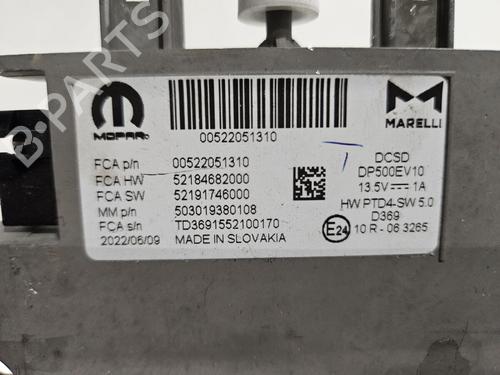 MOPAR
00522051310
MARELLI
FCA p/n 00522051310
FCA HW 52184682000
FCA SW 52191746000
MM p/n 503019380108
FCA s/n TD3691552100170
2022/06/09 MADE IN SLOVAKIA
DCSD
DP500EV10
13.5V 1A
HW PTD4-SW 5.0
D369
E24 10 R - 06 3265
B-PARTS